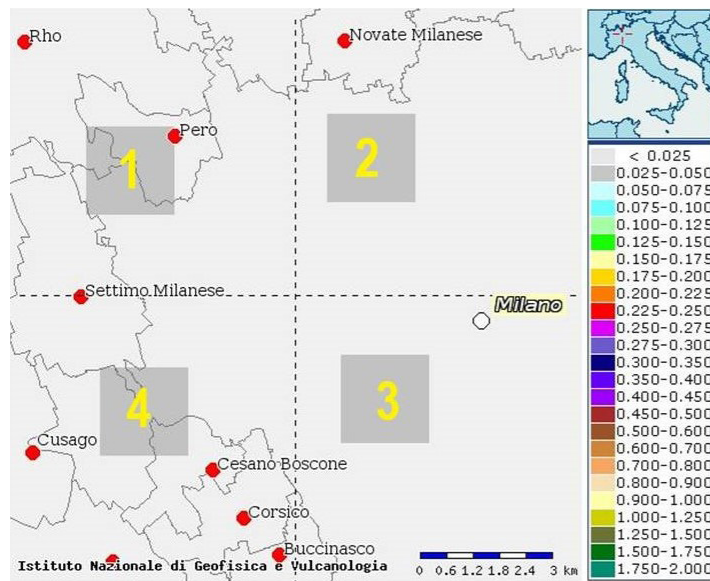 Rho
Novate Milanese
Pero
1
2
Settimo Milanese
Milano
4
3
Cusago
Cesano Boscone
Corsico
Buccinasco
Istituto Nazionale di Geofisica e Vulcanologia
0 0.6 1.2 1.8 2.4 3 km
< 0.025
0.025-0.050
0.050-0.075
0.075-0.100
0.100-0.125
0.125-0.150
0.150-0.175
0.175-0.200
0.200-0.225
0.225-0.250
0.250-0.275
0.275-0.300
0.300-0.350
0.350-0.400
0.400-0.450
0.450-0.500
0.500-0.600
0.600-0.700
0.700-0.800
0.800-0.900
0.900-1.000
1.000-1.250
1.250-1.500
1.500-1.750
1.750-2.000